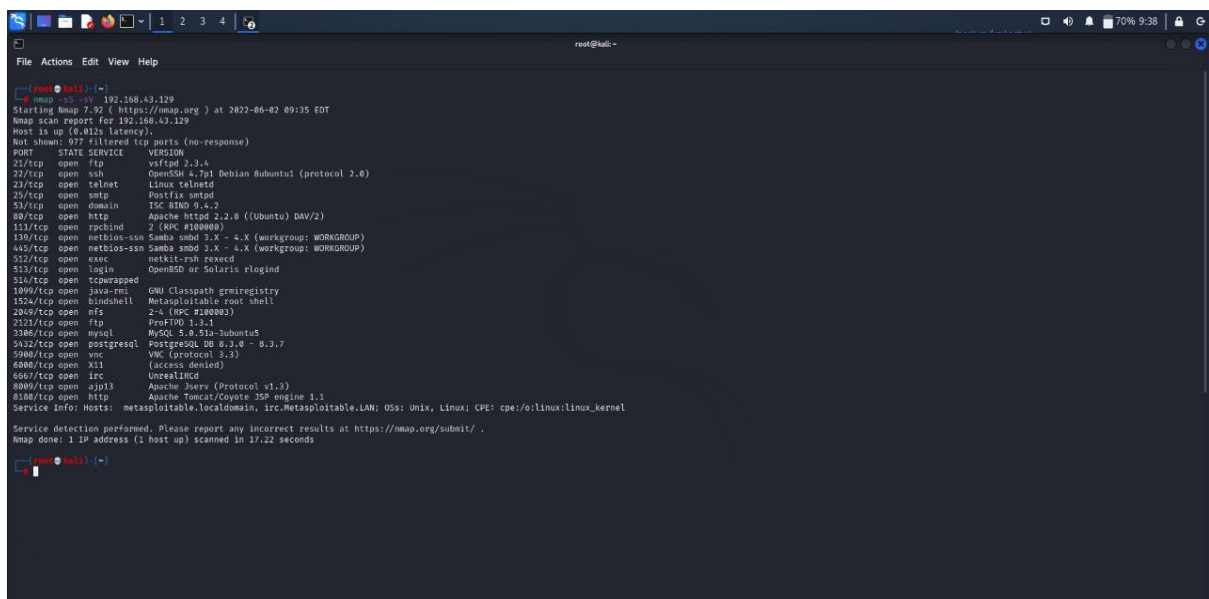 1 2 3 4
70% 9:38
root@kali: ~
File Actions Edit View Help
(root💀kali)-[~]
# nmap -sS -sV 192.168.43.129
Starting Nmap 7.92 ( https://nmap.org ) at 2022-06-02 09:35 EDT
Nmap scan report for 192.168.43.129
Host is up (0.012s latency).
Not shown: 977 filtered tcp ports (no-response)
PORT STATE SERVICE VERSION
21/tcp open ftp vsftpd 2.3.4
22/tcp open ssh OpenSSH 4.7p1 Debian 8ubuntu1 (protocol 2.0)
23/tcp open telnet Linux telnetd
25/tcp open smtp Postfix smtpd
53/tcp open domain ISC BIND 9.4.2
80/tcp open http Apache httpd 2.2.8 ((Ubuntu) DAV/2)
111/tcp open rpcbind 2 (RPC #100000)
139/tcp open netbios-ssn Samba smbd 3.X - 4.X (workgroup: WORKGROUP)
445/tcp open netbios-ssn Samba smbd 3.X - 4.X (workgroup: WORKGROUP)
512/tcp open exec netkit-rsh rexecd
513/tcp open login OpenBSD or Solaris rlogind
514/tcp open tcpwrapped
1099/tcp open java-rmi GNU Classpath grmiregistry
1524/tcp open bindshell Metasploitable root shell
2049/tcp open nfs 2-4 (RPC #100003)
2121/tcp open ftp ProFTPD 1.3.1
3306/tcp open mysql MySQL 5.0.51a-3ubuntu5
5432/tcp open postgresql PostgreSQL DB 8.3.0 - 8.3.7
5900/tcp open vnc VNC (protocol 3.3)
6000/tcp open X11 (access denied)
6667/tcp open irc UnrealIRCd
8009/tcp open ajp13 Apache Jserv (Protocol v1.3)
8180/tcp open http Apache Tomcat/Coyote JSP engine 1.1
Service Info: Hosts: metasploitable.localdomain, irc.Metasploitable.LAN; OSs: Unix, Linux; CPE: cpe:/o:linux:linux_kernel
Service detection performed. Please report any incorrect results at https://nmap.org/submit/ .
Nmap done: 1 IP address (1 host up) scanned in 17.22 seconds
(root💀kali)-[~]
#